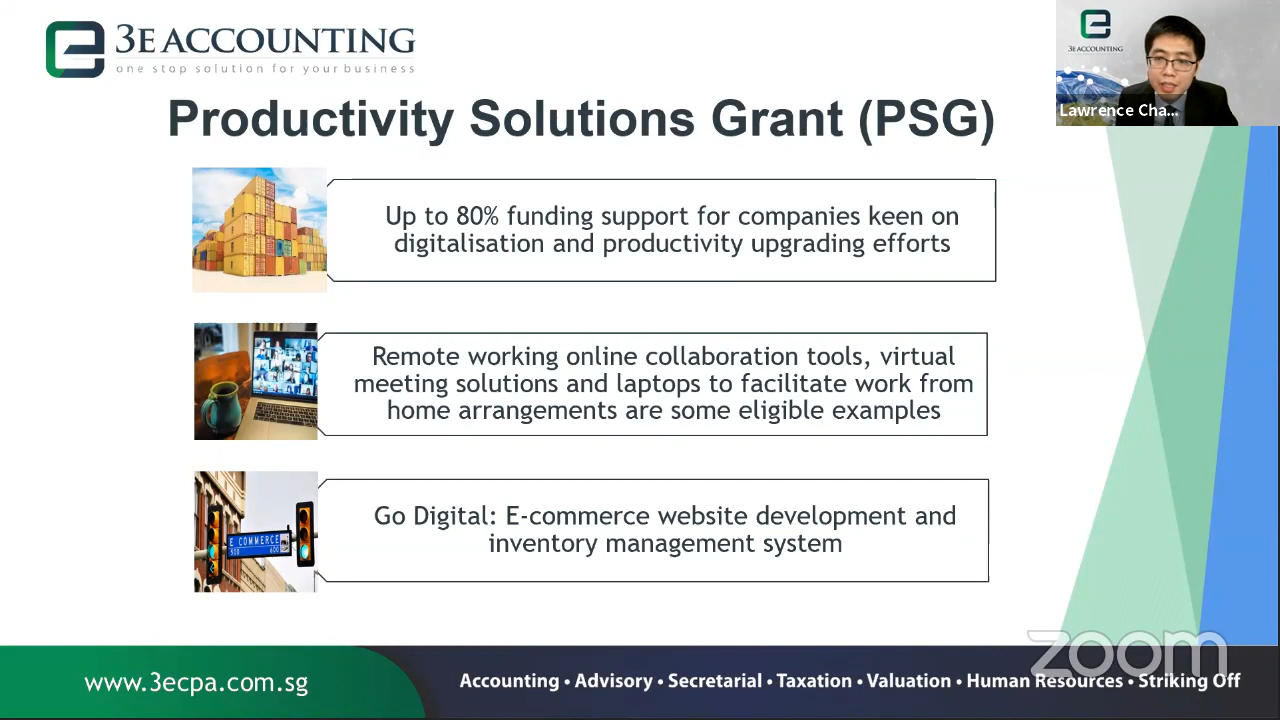 3E ACCOUNTING
one stop solution for your business
3E ACCOUNTING
Lawrence Cha...
Productivity Solutions Grant (PSG)
Up to 80% funding support for companies keen on
digitalisation and productivity upgrading efforts
Remote working online collaboration tools, virtual
meeting solutions and laptops to facilitate work from
home arrangements are some eligible examples
E COMMERCE
500 600
Go Digital: E-commerce website development and
inventory management system
zoom
www.3ecpa.com.sg
Accounting • Advisory • Secretarial • Taxation • Valuation • Human Resources • Striking Off